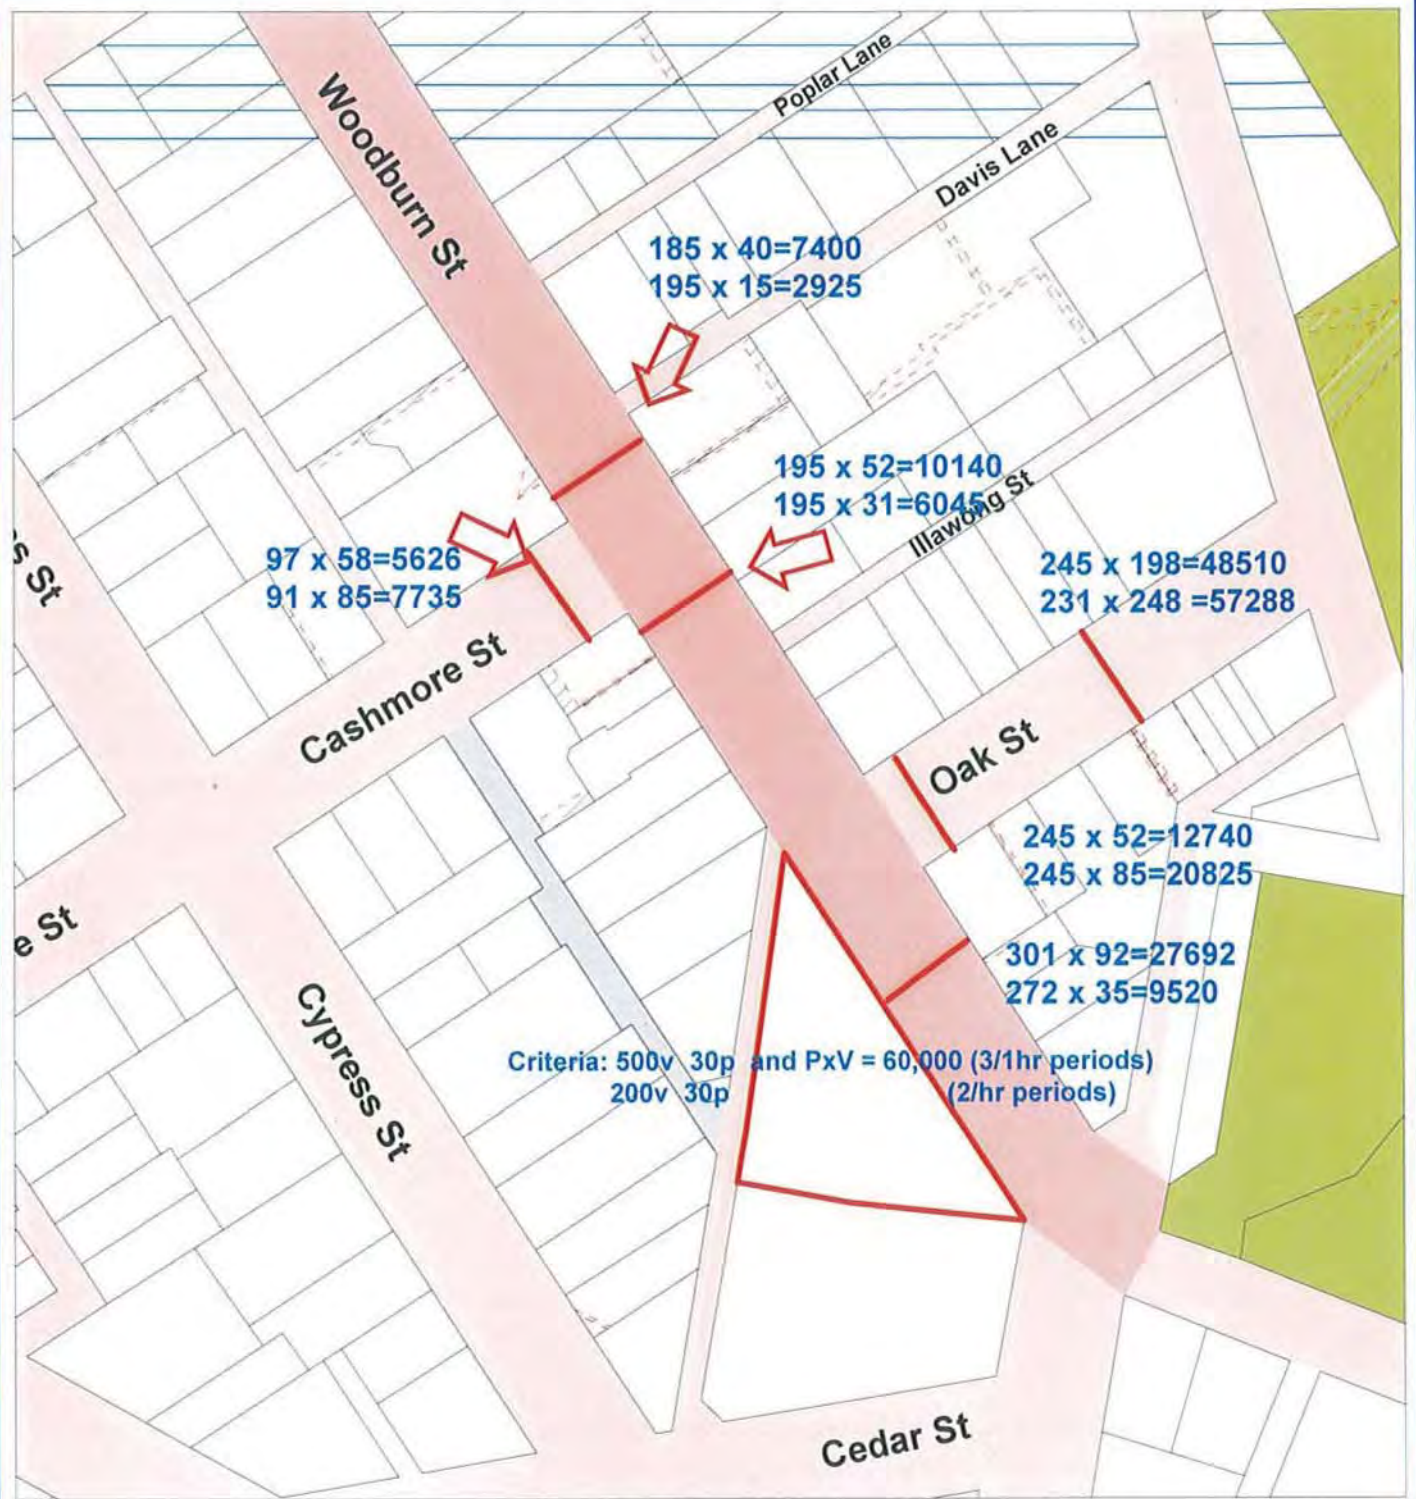 Poplar Lane
Woodburn St
Davis Lane
185 x 40=7400
195 x 15=2925
195 x 52=10140
195 x 31=6045
Illawong St
s St
97 x 58=5626
91 x 85=7735
245 x 198=48510
231 x 248 =57288
Cashmore St
Oak St
245 x 52=12740
245 x 85=20825
e St
301 x 92=27692
272 x 35=9520
Cypress St
Criteria: 500v 30p and PxV = 60,000 (3/1hr periods)
200v 30p (2/hr periods)
Cedar St